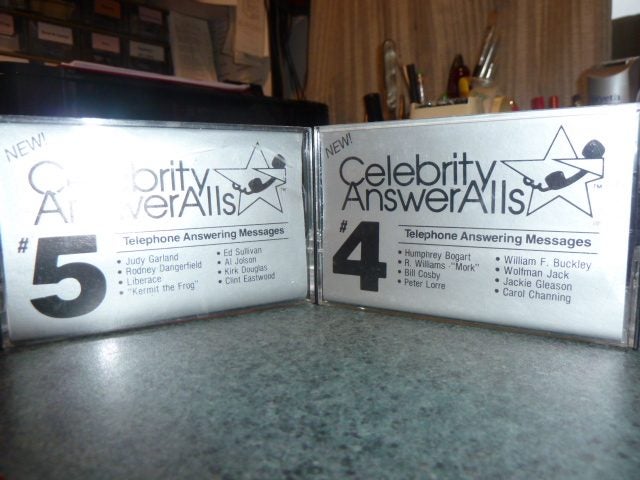 NEW!
Celebrity
AnswerAlls
™
#5
Telephone Answering Messages
• Judy Garland
• Rodney Dangerfield
• Liberace
• "Kermit the Frog"
• Ed Sullivan
• Al Jolson
• Kirk Douglas
• Clint Eastwood
NEW!
Celebrity
AnswerAlls
™
#4
Telephone Answering Messages
• Humphrey Bogart
• R. Williams - "Mork"
• Bill Cosby
• Peter Lorre
• William F. Buckley
• Wolfman Jack
• Jackie Gleason
• Carol Channing